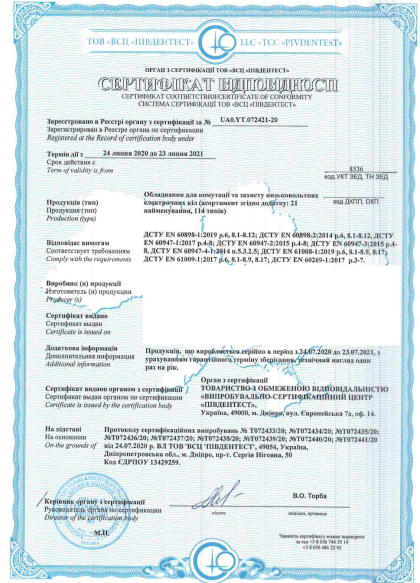 ТОВ «ВСЦ «ПІВДЕНТЕСТ»
LLC «TCC «PIVDENTEST»
ОРГАН З СЕРТИФІКАЦІЇ ТОВ «ВСЦ «ПІВДЕНТЕСТ»
СЕРТИФІКАТ ВІДПОВІДНОСТІ
СЕРТИФИКАТ СООТВЕТСТВИЯ/CERTIFICATE OF CONFORMITY
СИСТЕМА СЕРТИФІКАЦІЇ ТОВ «ВСЦ «ПІВДЕНТЕСТ»
Зареєстровано в Реєстрі органу з сертифікації за № UA0.YT.072421-20
Зарегистрирован в Реестре органа по сертификации
Registered at the Record of certification body under
Термін дії з 24 липня 2020 до 23 липня 2021
Срок действия с
Term of validity is from
8536
код УКТ ЗЕД, ТН ЗЕД
Продукція (тип)
Продукция (тип)
Production (type)
Обладнання для комутації та захисту низьковольтних
електричних кіл (асортимент згідно додатку: 21
найменування, 114 типів)
код ДКПП, ОКП
Відповідає вимогам
Соответствует требованиям
Comply with the requirements
ДСТУ EN 60898-1:2019 р.6, 8.1-8.12; ДСТУ EN 60898-2:2014 р.6, 8.1-8.12, ДСТУ
EN 60947-1:2017 р.4-8; ДСТУ EN 60947-2:2015 р.4-8; ДСТУ EN 60947-3:2015 р.4-
8, ДСТУ EN 60947-4-1:2014 п.5.3.2.5; ДСТУ EN 61008-1:2019 р.6, 8.1-8.9, 8.17;
ДСТУ EN 61009-1:2017 р.6, 8.1-8.9, 8.17; ДСТУ EN 60269-1:2017 р.3-7.
Виробник (и) продукції
Изготовитель (и) продукции
Producer (s)
Сертифікат видано
Сертификат выдан
Certificate is issued on
Додаткова інформація
Дополнительная информация
Additional information
Продукція, що виробляється серійно в період з 24.07.2020 до 23.07.2021, з
урахуванням гарантійного терміну зберігання, технічний нагляд один
раз на рік.
Сертифікат видано органом з сертифікації
Сертификат выдан органом по сертификации
Certificate is issued by the certification body
Орган з сертифікації
ТОВАРИСТВО З ОБМЕЖЕНОЮ ВІДПОВІДАЛЬНІСТЮ
«ВИПРОБУВАЛЬНО-СЕРТИФІКАЦІЙНИЙ ЦЕНТР
«ПІВДЕНТЕСТ»,
Україна, 49000, м. Дніпро, вул. Європейська 7а, оф. 14.
На підставі
На основании
On the grounds of
Протоколу сертифікаційних випробувань № Т072433/20; №Т072434/20; №Т072435/20;
№Т072436/20; №Т072437/20; №Т072438/20; №Т072439/20; №Т072440/20; №Т072441/20
від 24.07.2020 р. ВЛ ТОВ ВСЦ «ПІВДЕНТЕСТ», 49054, Україна,
Дніпропетровська обл., м. Дніпро, пр-т. Сергія Нігояна, 50
Код ЄДРПОУ 13429259.
Керівник органу з сертифікації
Руководитель органа по сертификации
Director of the certification body
М.П.
підпис
В.О. Торба
ініціали, прізвище
Чинність сертифікату можна перевірити
за тел +3 8 056 744 30 14
+3 8 050 486 22 92